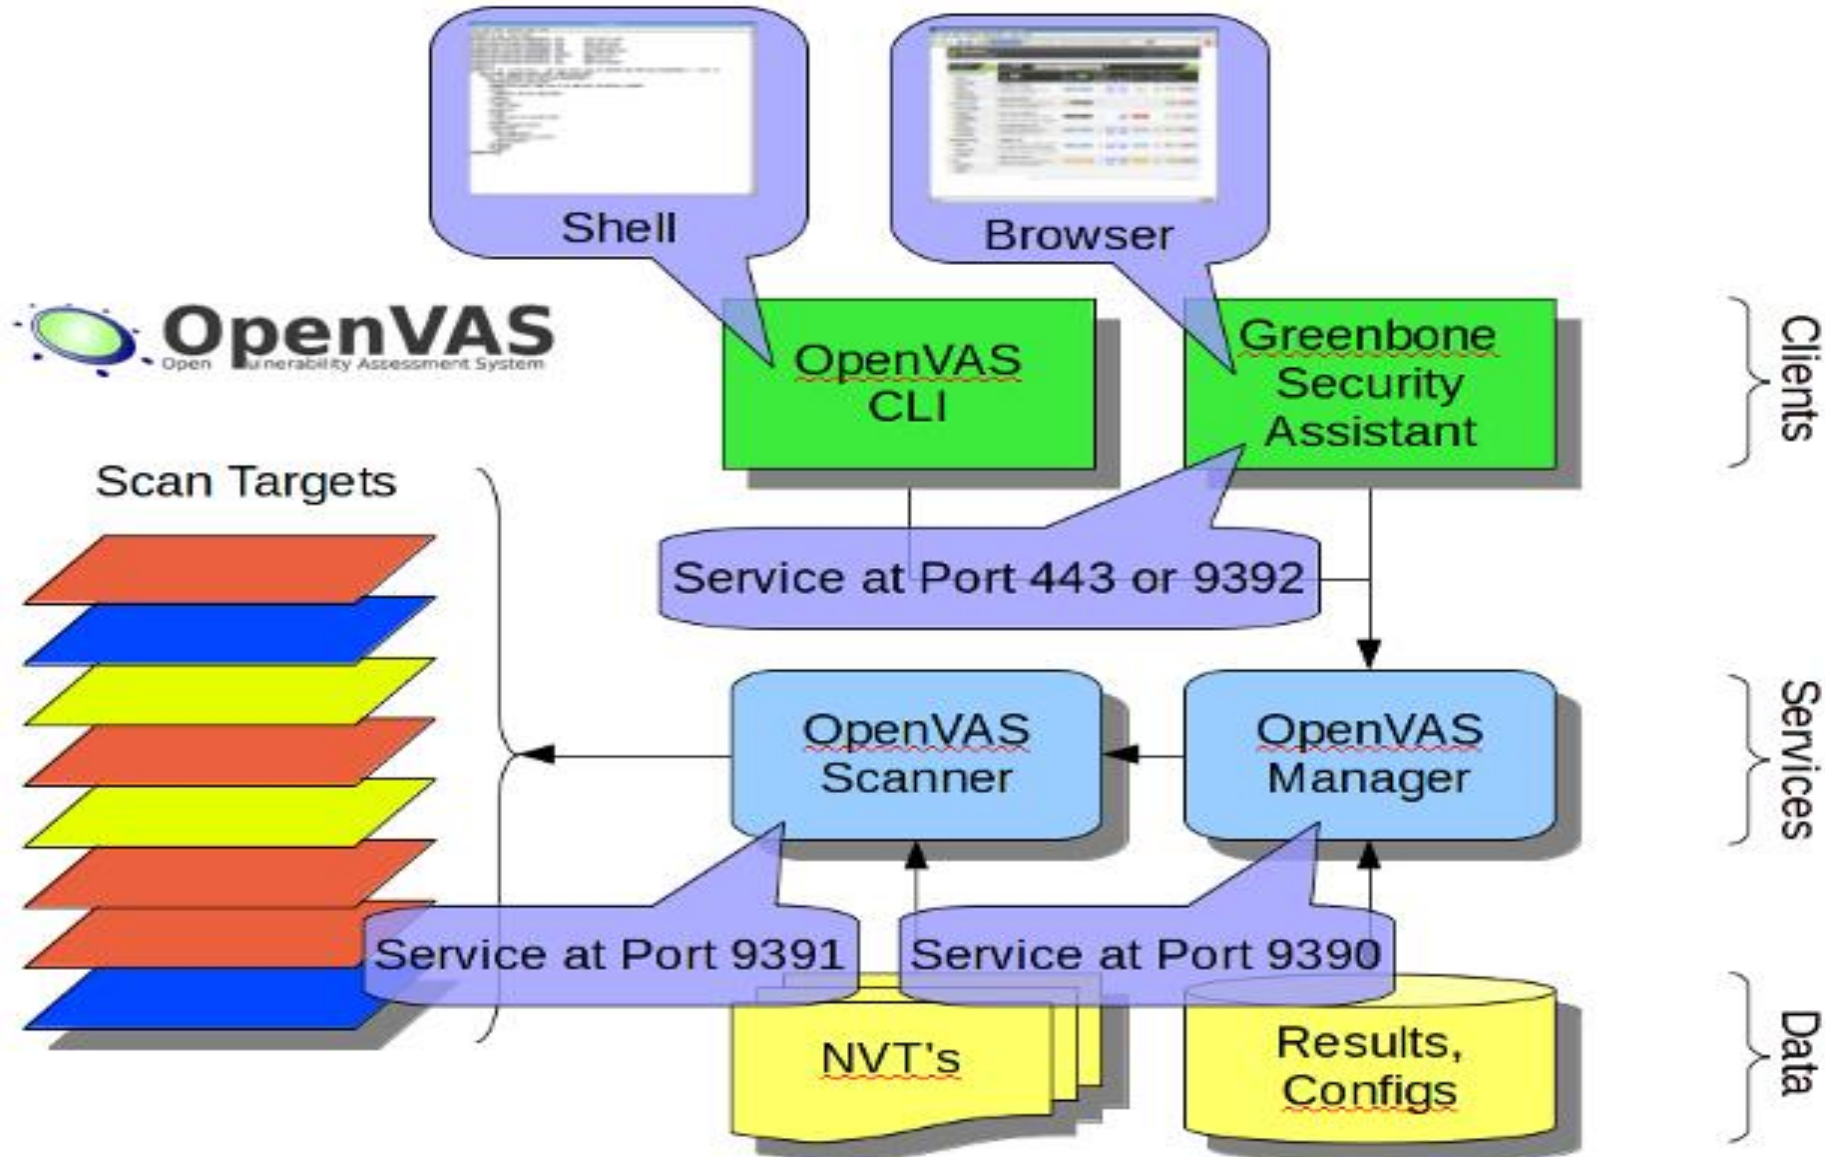 Shell
Browser
OpenVAS
Open Vulnerability Assessment System
OpenVAS
CLI
Greenbone
Security
Assistant
Clients
Scan Targets
Service at Port 443 or 9392
OpenVAS
Scanner
OpenVAS
Manager
Services
Service at Port 9391
Service at Port 9390
NVT's
Results,
Configs
Data